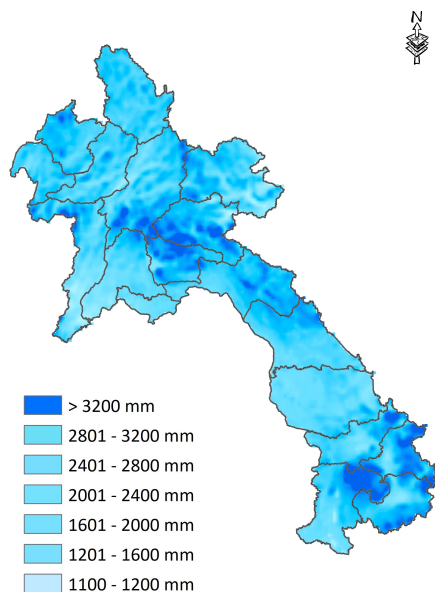 N
> 3200 mm
2801 - 3200 mm
2401 - 2800 mm
2001 - 2400 mm
1601 - 2000 mm
1201 - 1600 mm
1100 - 1200 mm